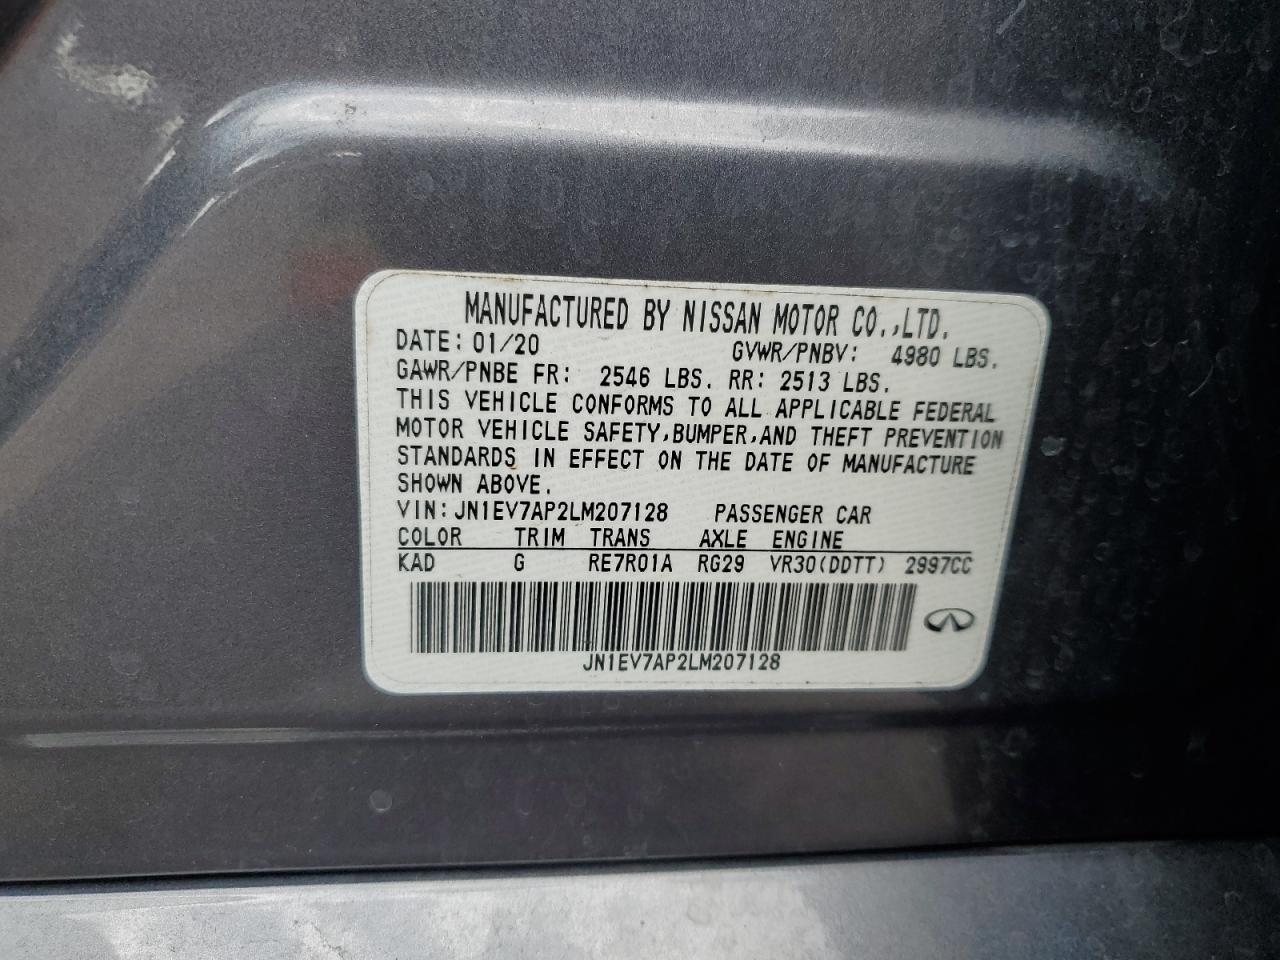 MANUFACTURED BY NISSAN MOTOR CO.,LTD.
DATE: 01/20 GVWR/PNBV: 4980 LBS.
GAWR/PNBE FR: 2546 LBS. RR: 2513 LBS.
THIS VEHICLE CONFORMS TO ALL APPLICABLE FEDERAL
MOTOR VEHICLE SAFETY,BUMPER,AND THEFT PREVENTION
STANDARDS IN EFFECT ON THE DATE OF MANUFACTURE
SHOWN ABOVE.
VIN:JN1EV7AP2LM207128 PASSENGER CAR
COLOR TRIM TRANS AXLE ENGINE
KAD G RE7R01A RG29 VR30(DDTT) 2997CC
JN1EV7AP2LM207128